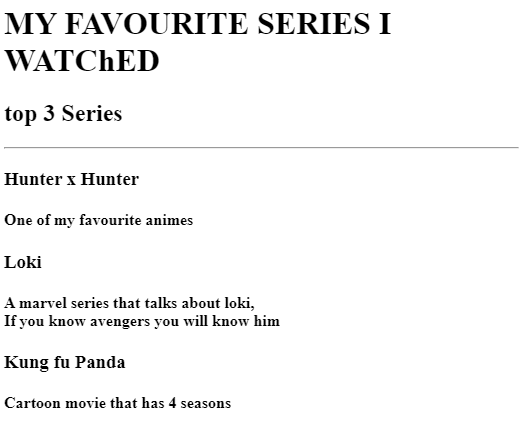 MY FAVOURITE SERIES I
WATChED
top 3 Series
Hunter x Hunter
One of my favourite animes
Loki
A marvel series that talks about loki,
If you know avengers you will know him
Kung fu Panda
Cartoon movie that has 4 seasons